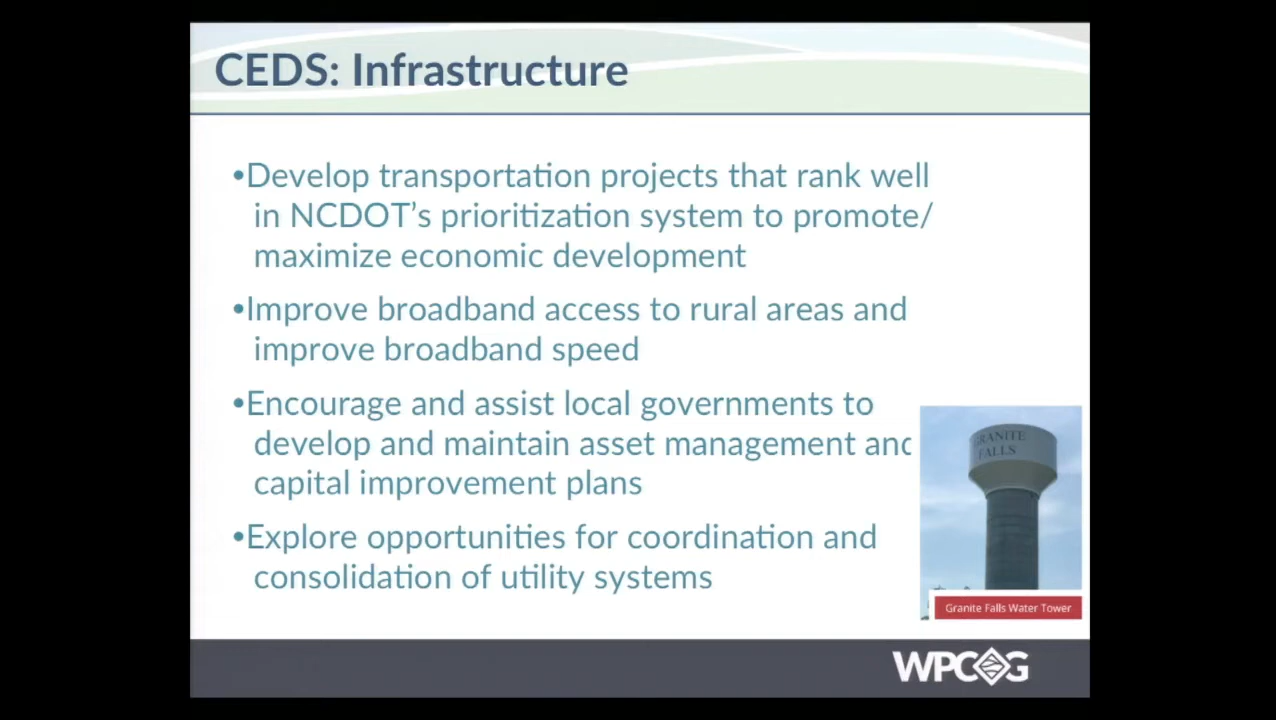 CEDS: Infrastructure
•Develop transportation projects that rank well
in NCDOT's prioritization system to promote/
maximize economic development
•Improve broadband access to rural areas and
improve broadband speed
•Encourage and assist local governments to
develop and maintain asset management and
capital improvement plans
•Explore opportunities for coordination and
consolidation of utility systems
GRANITE
FALLS
Granite Falls Water Tower
WPCOG